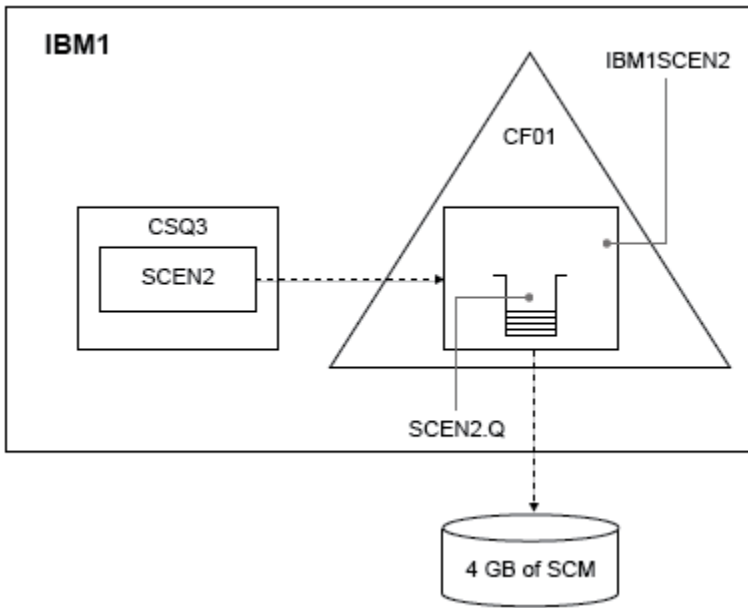 IBM1
IBM1SCEN2
CF01
CSQ3
SCEN2
SCEN2.Q
4 GB of SCM